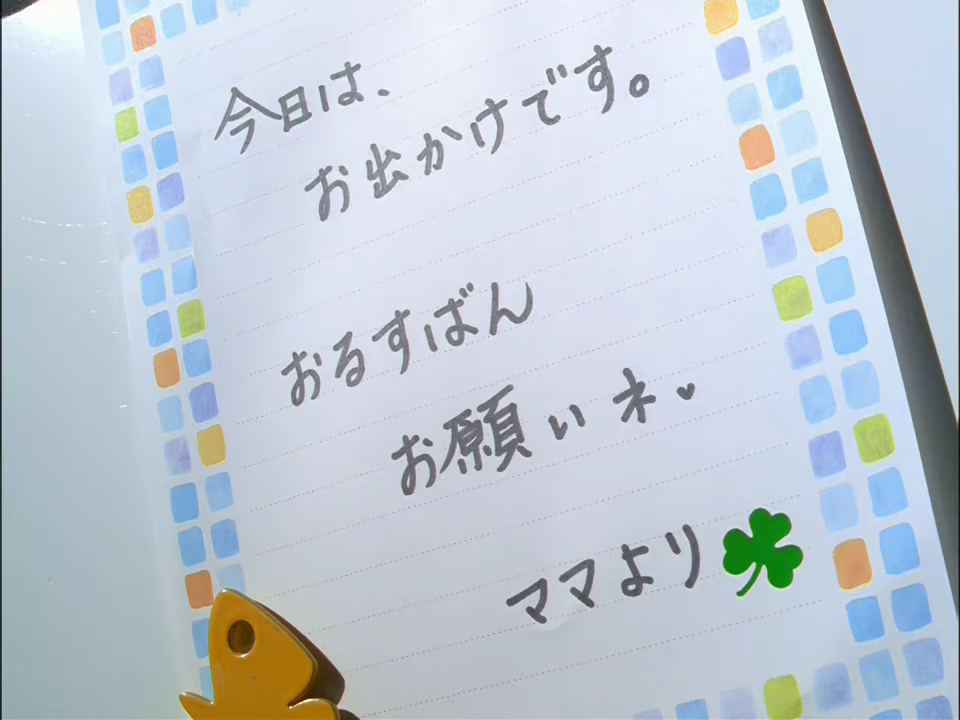 今日は、
お出かけです。
おるすばん
お願いネ♥
ママより